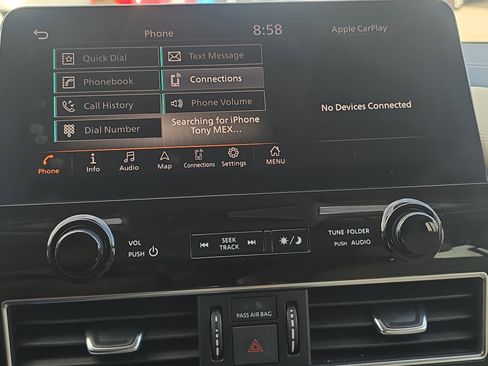 Phone
8:58
Apple CarPlay
Quick Dial
Text Message
Phonebook
Connections
Call History
Phone Volume
Dial Number
Searching for iPhone
Tony MEX...
No Devices Connected
Phone
Info
Audio
Map
Connections
Settings
MENU
VOL
PUSH
SEEK
TRACK
TUNE·FOLDER
PUSH AUDIO
PASS AIR BAG